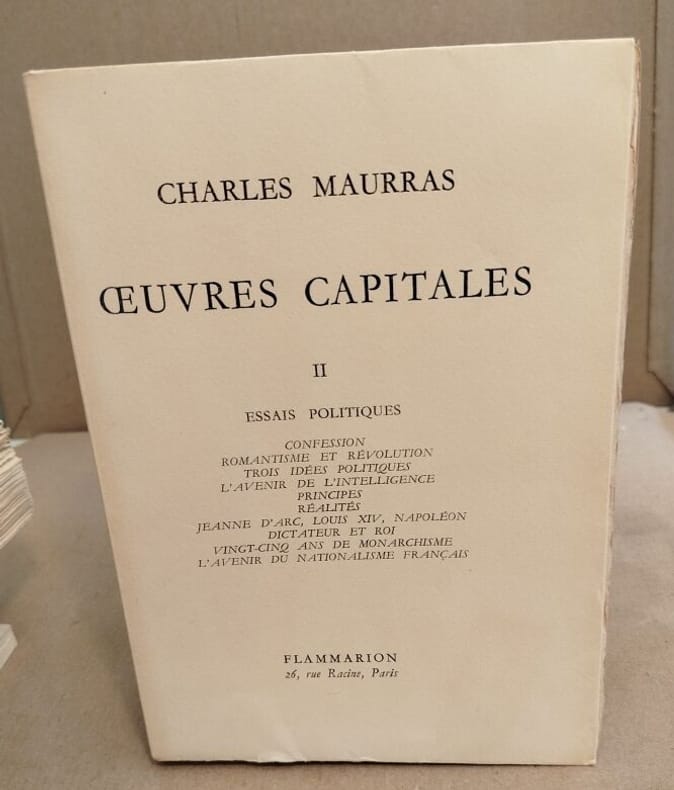 CHARLES MAURRAS
ŒUVRES CAPITALES
II
ESSAIS POLITIQUES
CONFESSION
ROMANTISME ET RÉVOLUTION
TROIS IDÉES POLITIQUES
L'AVENIR DE L'INTELLIGENCE
PRINCIPES
RÉALITÉS
JEANNE D'ARC, LOUIS XIV, NAPOLÉON
DICTATEUR ET ROI
VINGT-CINQ ANS DE MONARCHISME
L'AVENIR DU NATIONALISME FRANÇAIS
FLAMMARION
26, rue Racine, Paris